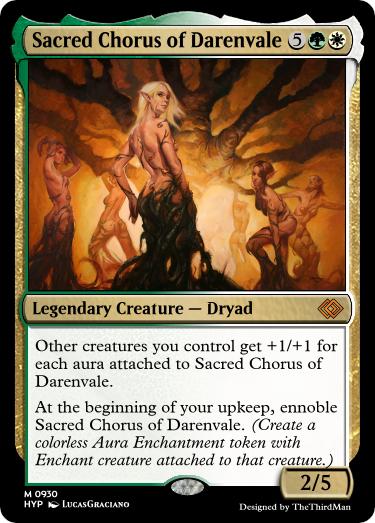 Sacred Chorus of Darenvale 5
Legendary Creature — Dryad
Other creatures you control get +1/+1 for
each aura attached to Sacred Chorus of
Darenvale.
At the beginning of your upkeep, ennoble
Sacred Chorus of Darenvale. (Create a
colorless Aura Enchantment token with
Enchant creature attached to that creature.)
2/5
M 0930
HYP LucasGraciano
Designed by TheThirdMan